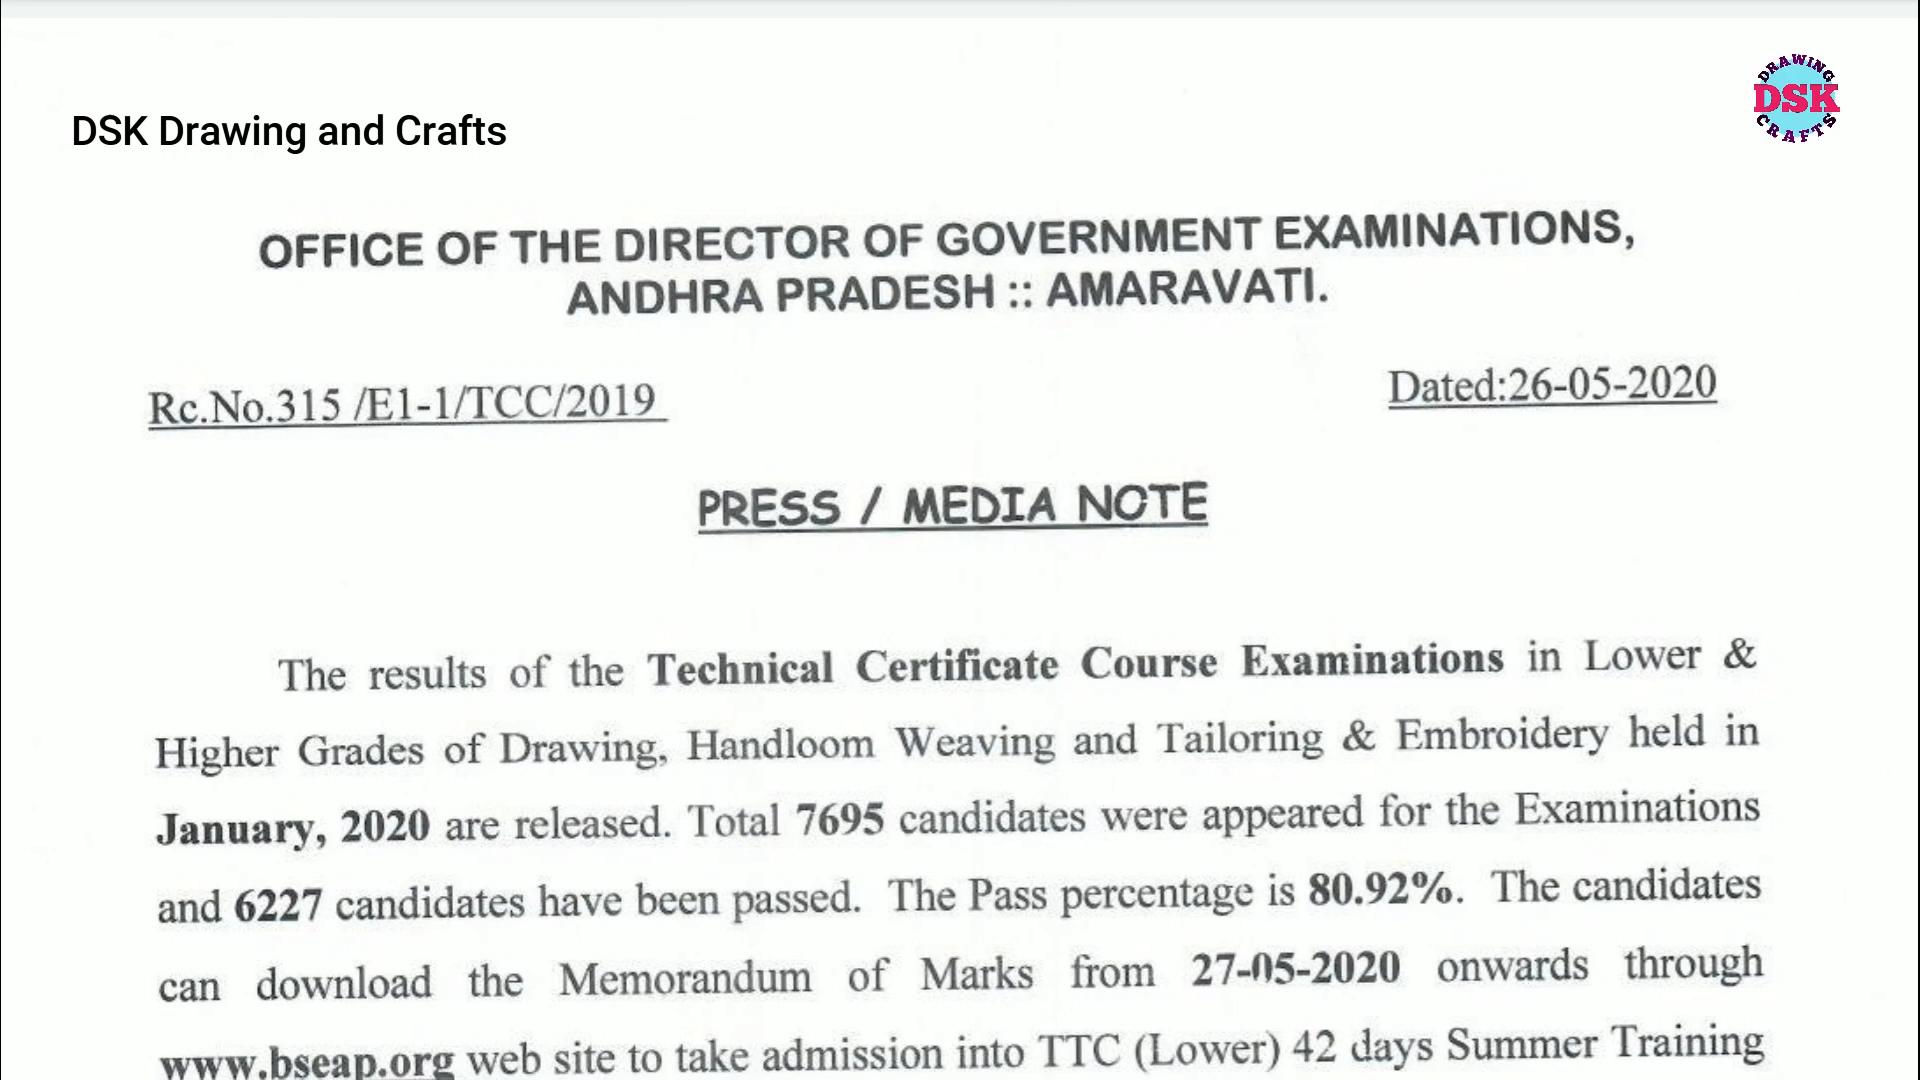 DSK Drawing and Crafts
DRAWING
DSK
CRAFTS
OFFICE OF THE DIRECTOR OF GOVERNMENT EXAMINATIONS,
ANDHRA PRADESH :: AMARAVATI.
Rc.No.315 /E1-1/TCC/2019
Dated:26-05-2020
PRESS / MEDIA NOTE
The results of the Technical Certificate Course Examinations in Lower &
Higher Grades of Drawing, Handloom Weaving and Tailoring & Embroidery held in
January, 2020 are released. Total 7695 candidates were appeared for the Examinations
and 6227 candidates have been passed. The Pass percentage is 80.92%. The candidates
can download the Memorandum of Marks from 27-05-2020 onwards through
www.bseap.org web site to take admission into TTC (Lower) 42 days Summer Training